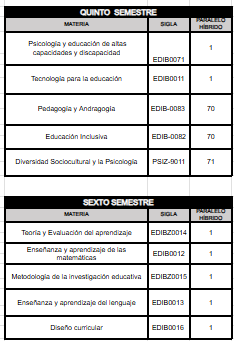 QUINTO SEMESTRE
MATERIA SIGLA PARALELO HÍBRIDO
Psicología y educación de altas
capacidades y discapacidad EDIB0071 1
Tecnología para la educación EDIB0011 1
Pedagogía y Andragogía EDIB-0083 70
Educación Inclusiva EDIB-0082 70
Diversidad Sociocultural y la Psicología PSIZ-9011 71
SEXTO SEMESTRE
MATERIA SIGLA PARALELO HÍBRIDO
Teoría y Evaluación del aprendizaje EDIBZ0014 1
Enseñanza y aprendizaje de las
matemáticas EDIB0012 1
Metodología de la investigación educativa EDIBZ0015 1
Enseñanza y aprendizaje del lenguaje EDIB0013 1
Diseño curricular EDIB0016 1